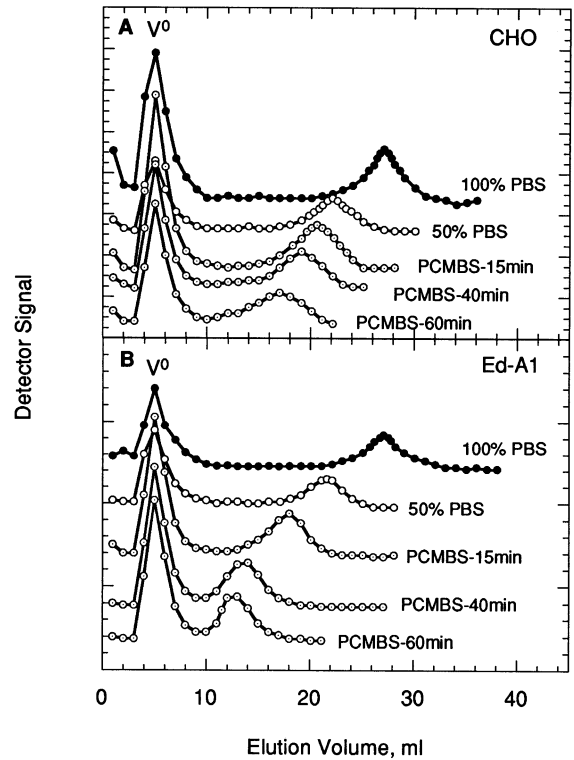 A
V⁰
CHO
100% PBS
50% PBS
PCMBS-15min
PCMBS-40min
PCMBS-60min
B
V⁰
Ed-A1
100% PBS
50% PBS
PCMBS-15min
PCMBS-40min
PCMBS-60min
Detector Signal
0 10 20 30 40
Elution Volume, ml